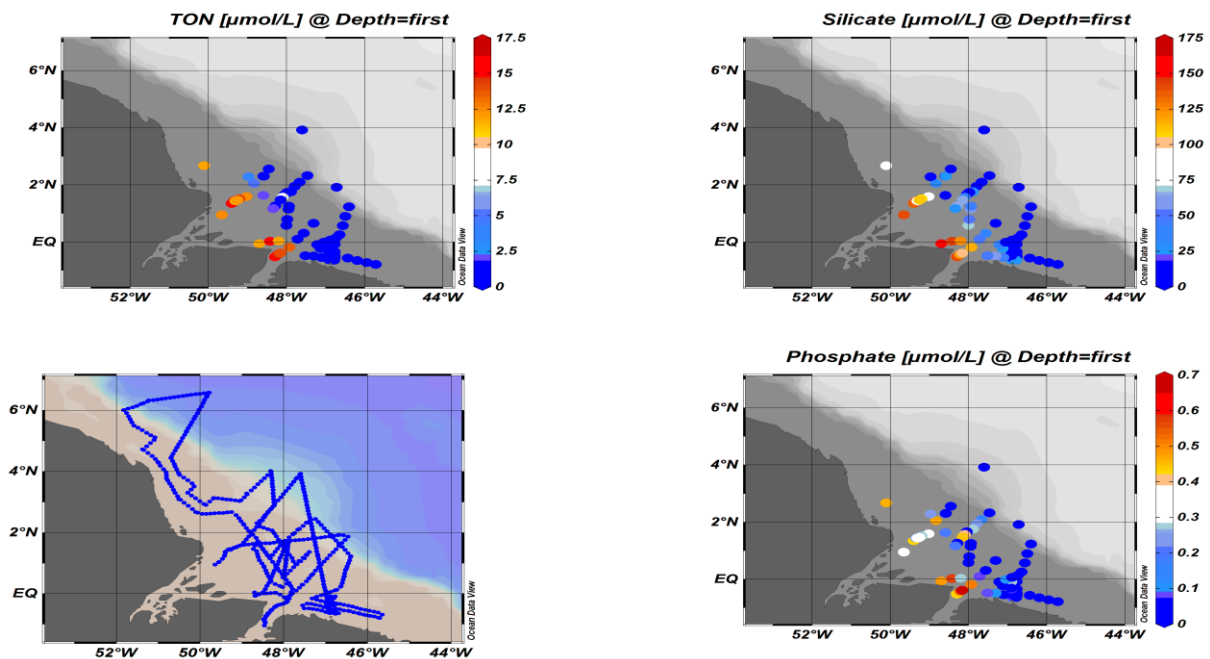 TON [µmol/L] @ Depth=first
17.5
15
12.5
10
7.5
5
2.5
0
6°N
4°N
2°N
EQ
52°W
50°W
48°W
46°W
44°W
Ocean Data View
Silicate [µmol/L] @ Depth=first
175
150
125
100
75
50
25
0
6°N
4°N
2°N
EQ
52°W
50°W
48°W
46°W
44°W
Ocean Data View
6°N
4°N
2°N
EQ
52°W
50°W
48°W
46°W
44°W
Ocean Data View
Phosphate [µmol/L] @ Depth=first
0.7
0.6
0.5
0.4
0.3
0.2
0.1
0
6°N
4°N
2°N
EQ
52°W
50°W
48°W
46°W
44°W
Ocean Data View